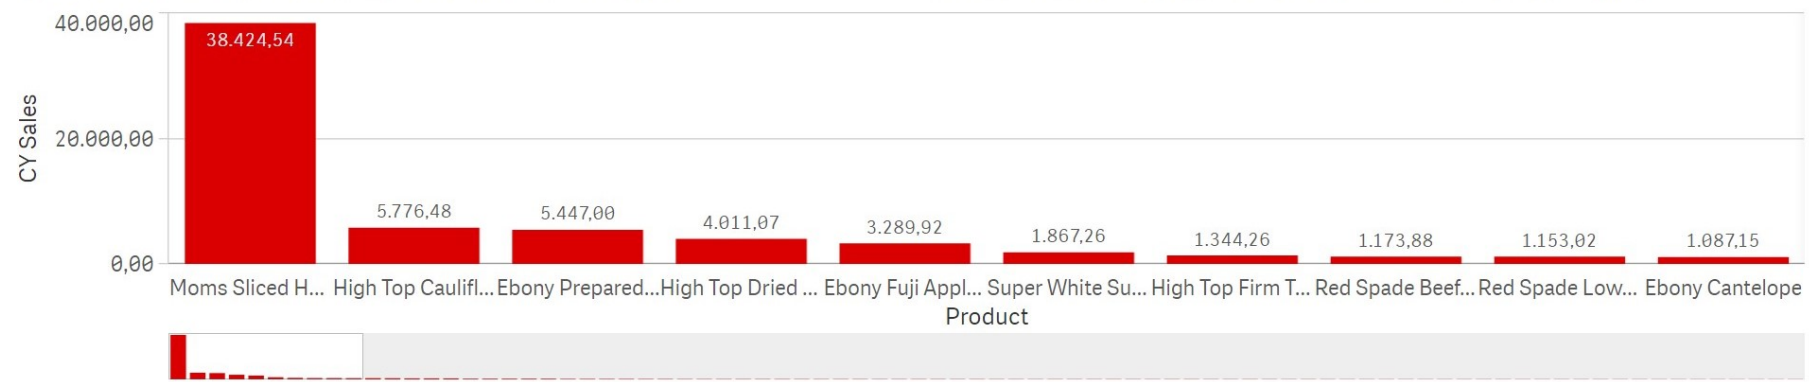 40.000,00
20.000,00
0,00
CY Sales
38.424,54
5.776,48
5.447,00
4.011,07
3.289,92
1.867,26
1.344,26
1.173,88
1.153,02
1.087,15
Moms Sliced H...
High Top Caulifl...
Ebony Prepared...
High Top Dried ...
Ebony Fuji Appl...
Super White Su...
High Top Firm T...
Red Spade Beef...
Red Spade Low...
Ebony Cantelope
Product